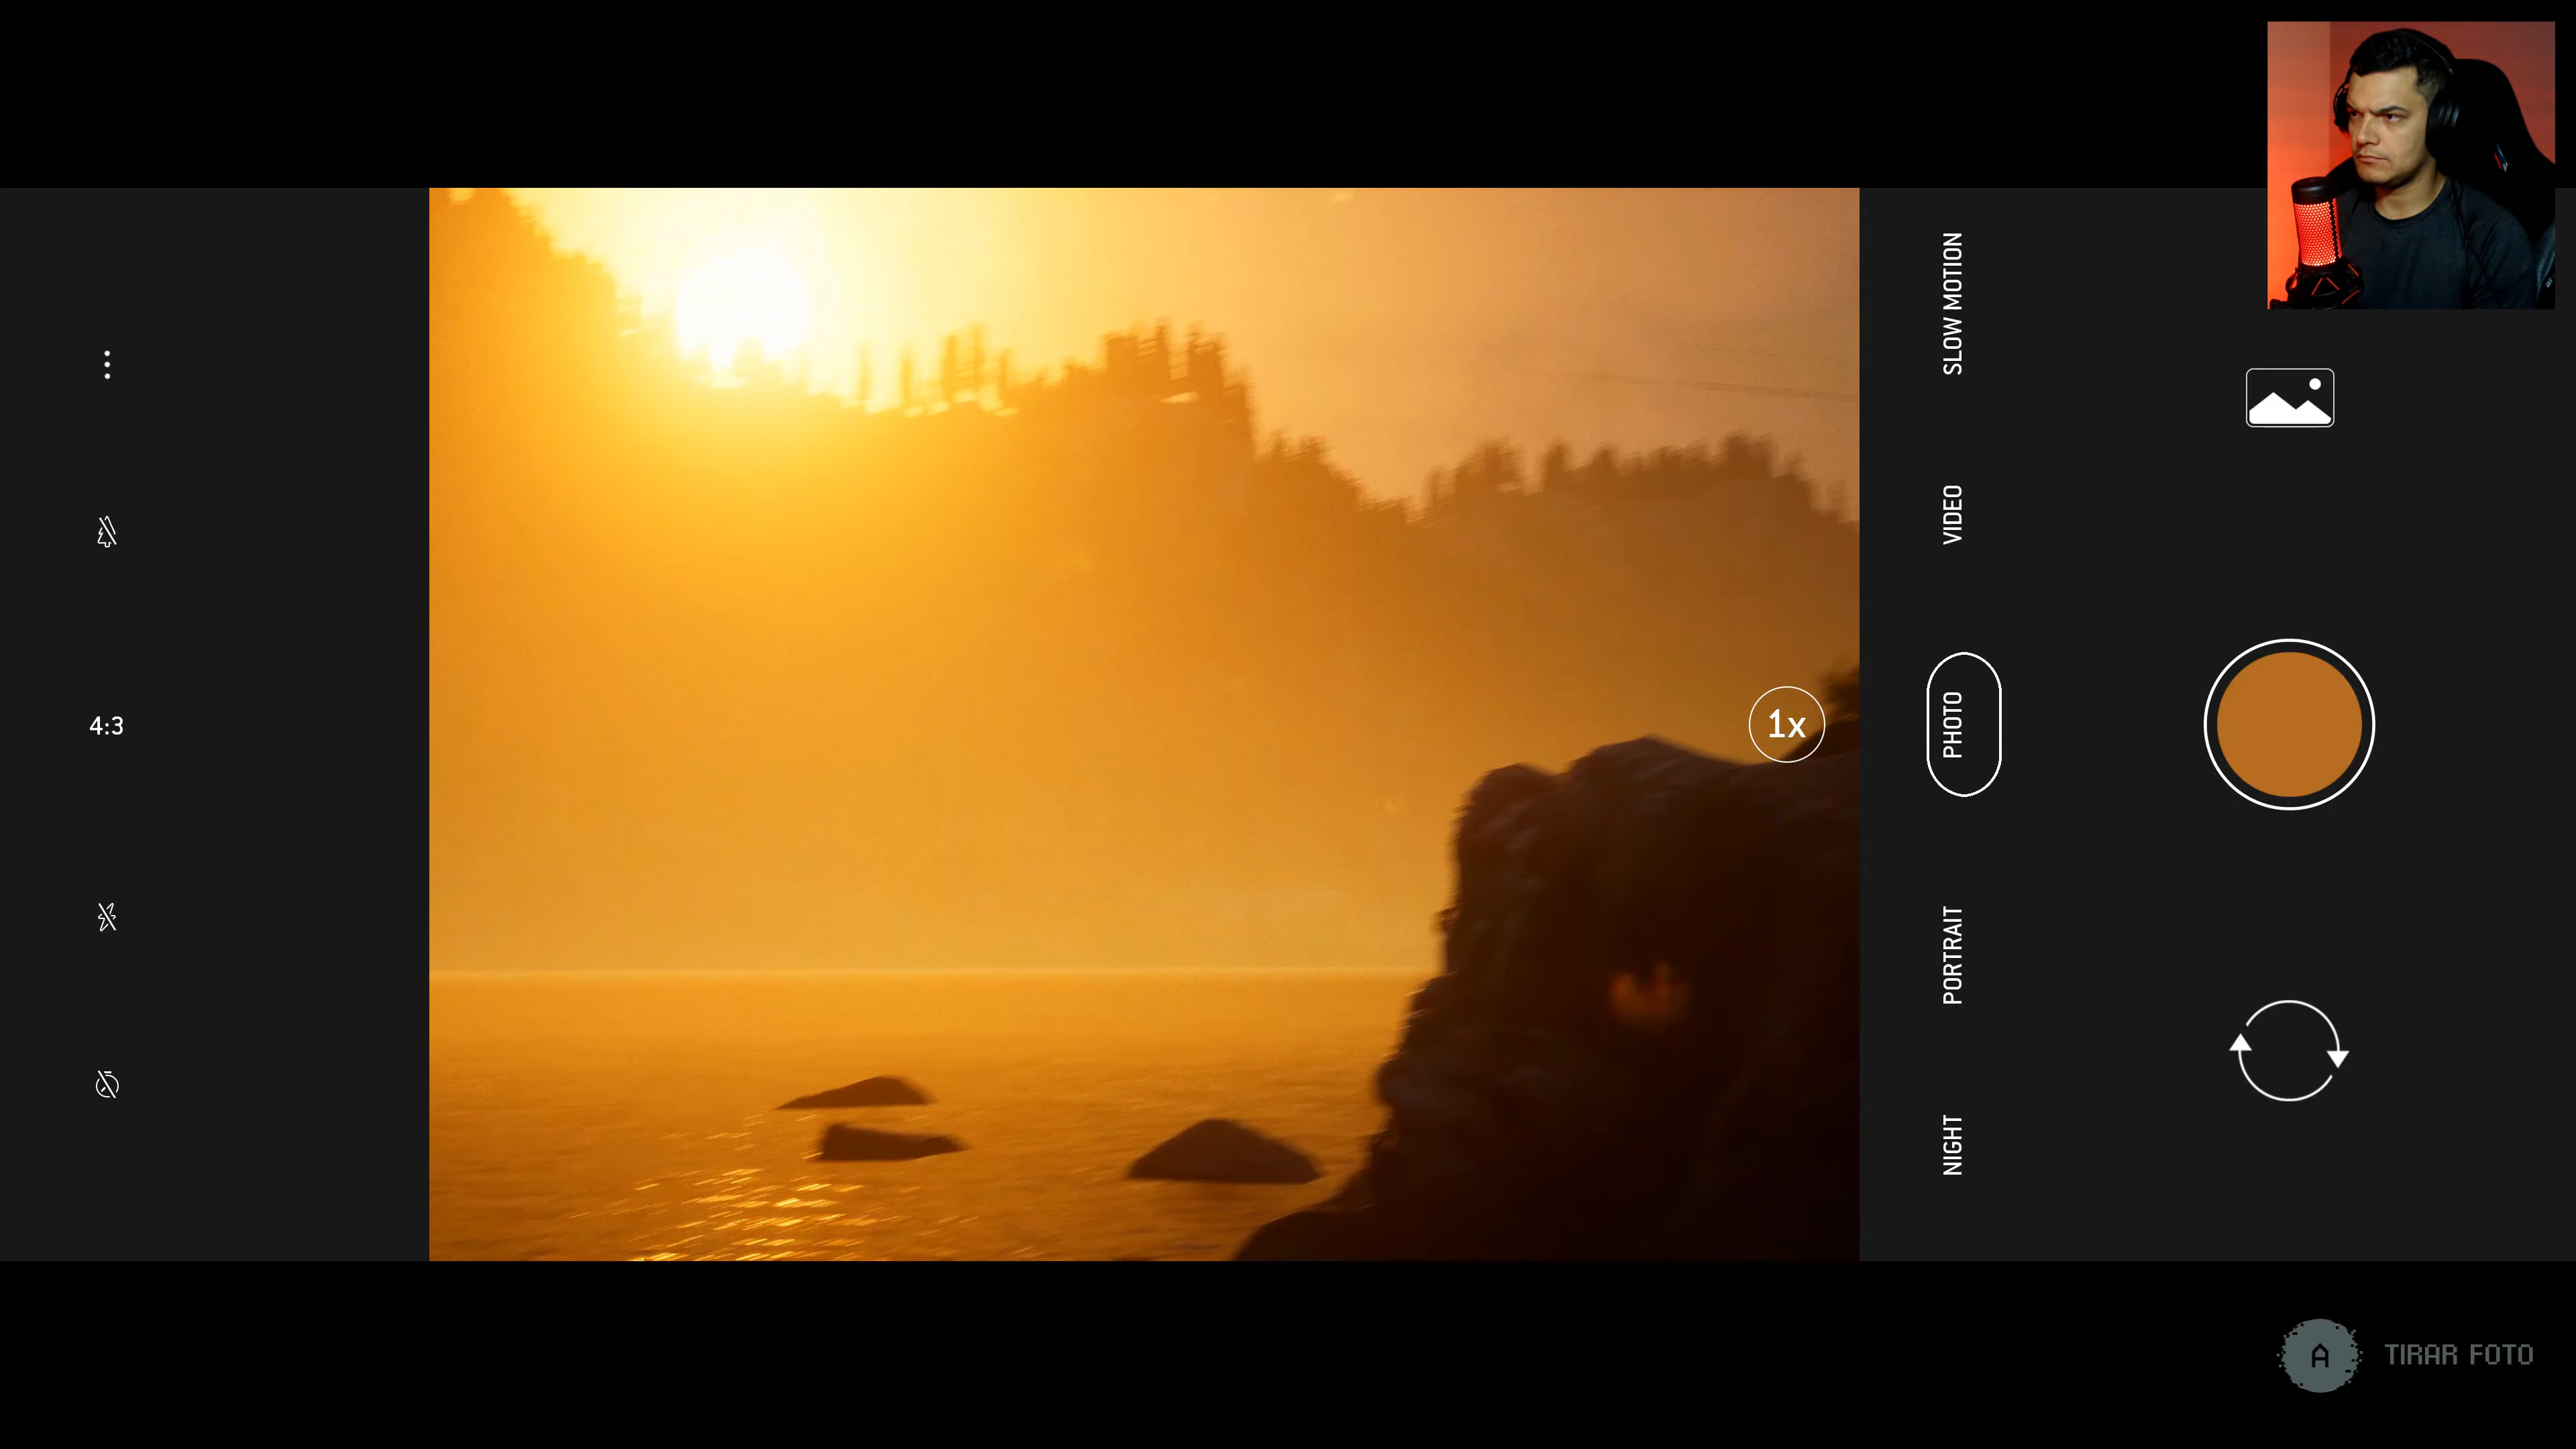 SLOW MOTION
VIDEO
4:3
1x
PHOTO
PORTRAIT
NIGHT
A TIRAR FOTO